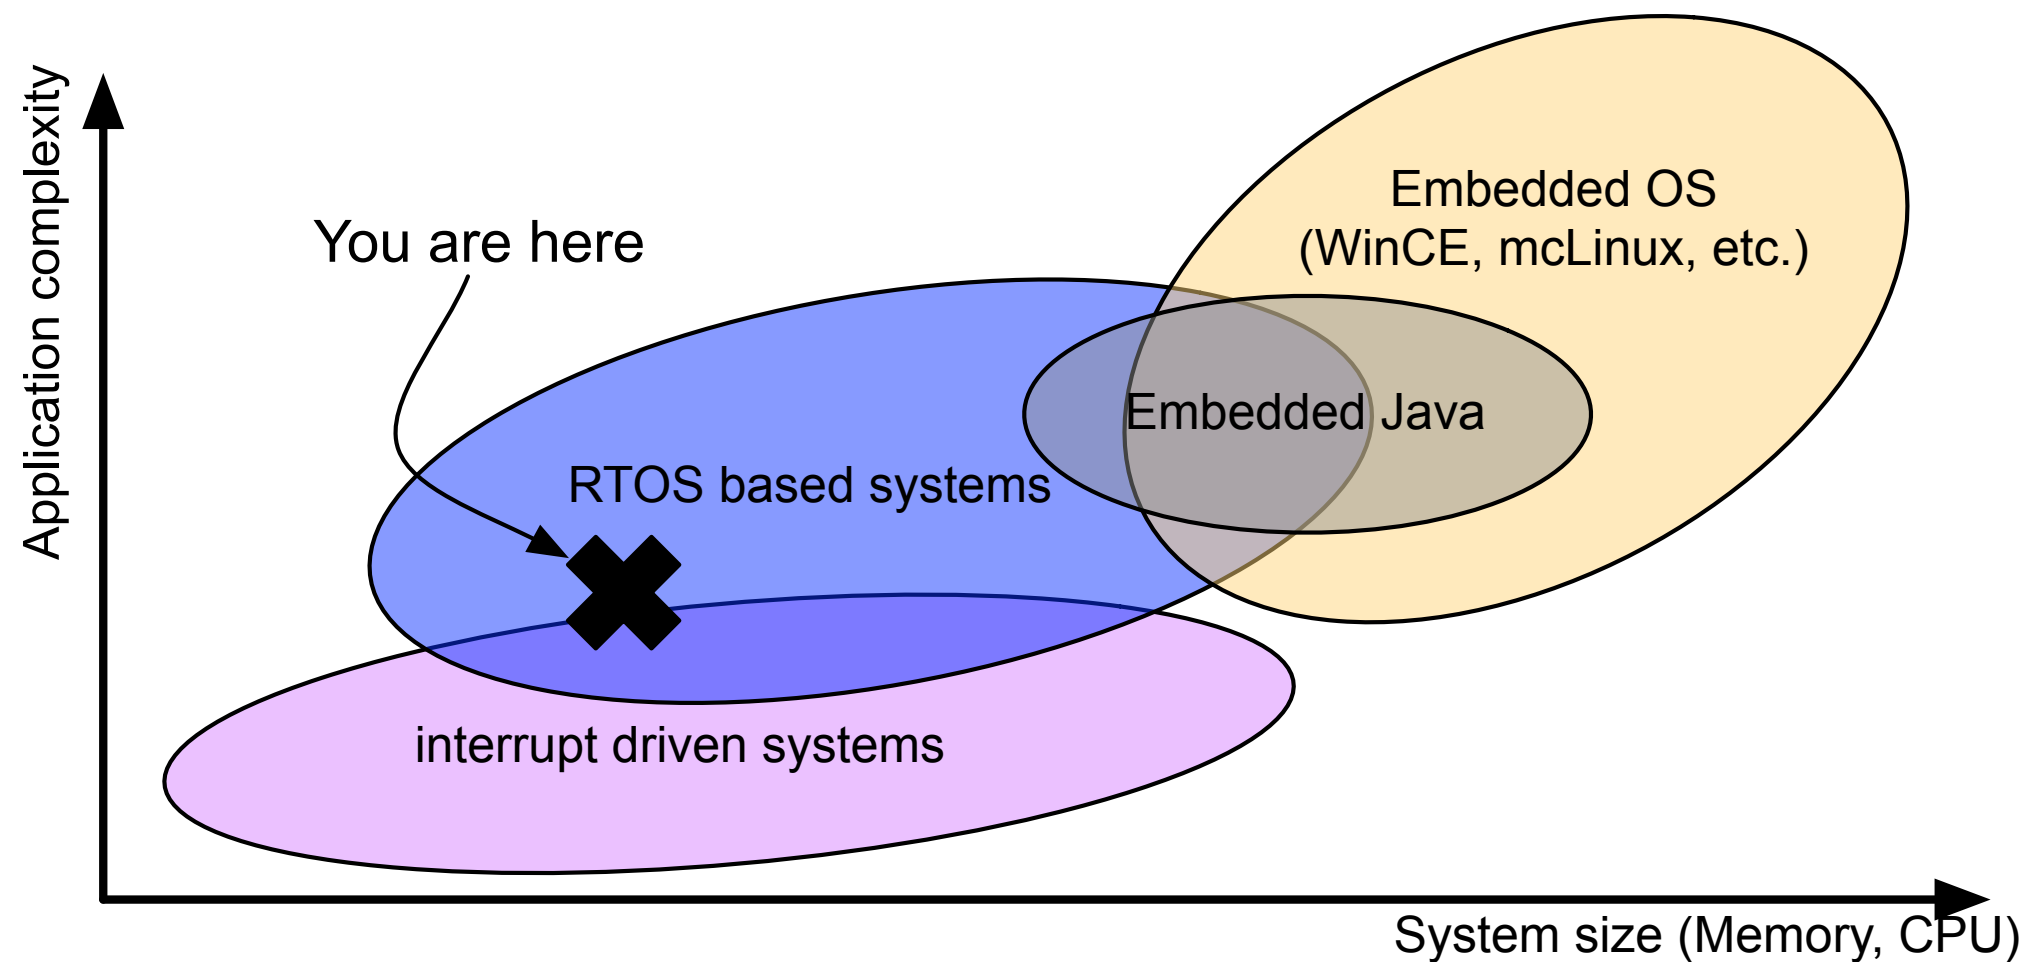 Application complexity
You are here
Embedded OS
(WinCE, mcLinux, etc.)
Embedded Java
RTOS based systems
interrupt driven systems
System size (Memory, CPU)